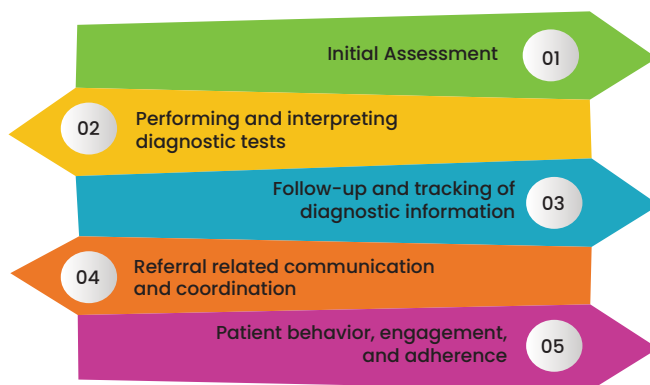 Initial Assessment
01
02
Performing and interpreting
diagnostic tests
Follow-up and tracking of
diagnostic information
03
04
Referral related communication
and coordination
Patient behavior, engagement,
and adherence
05